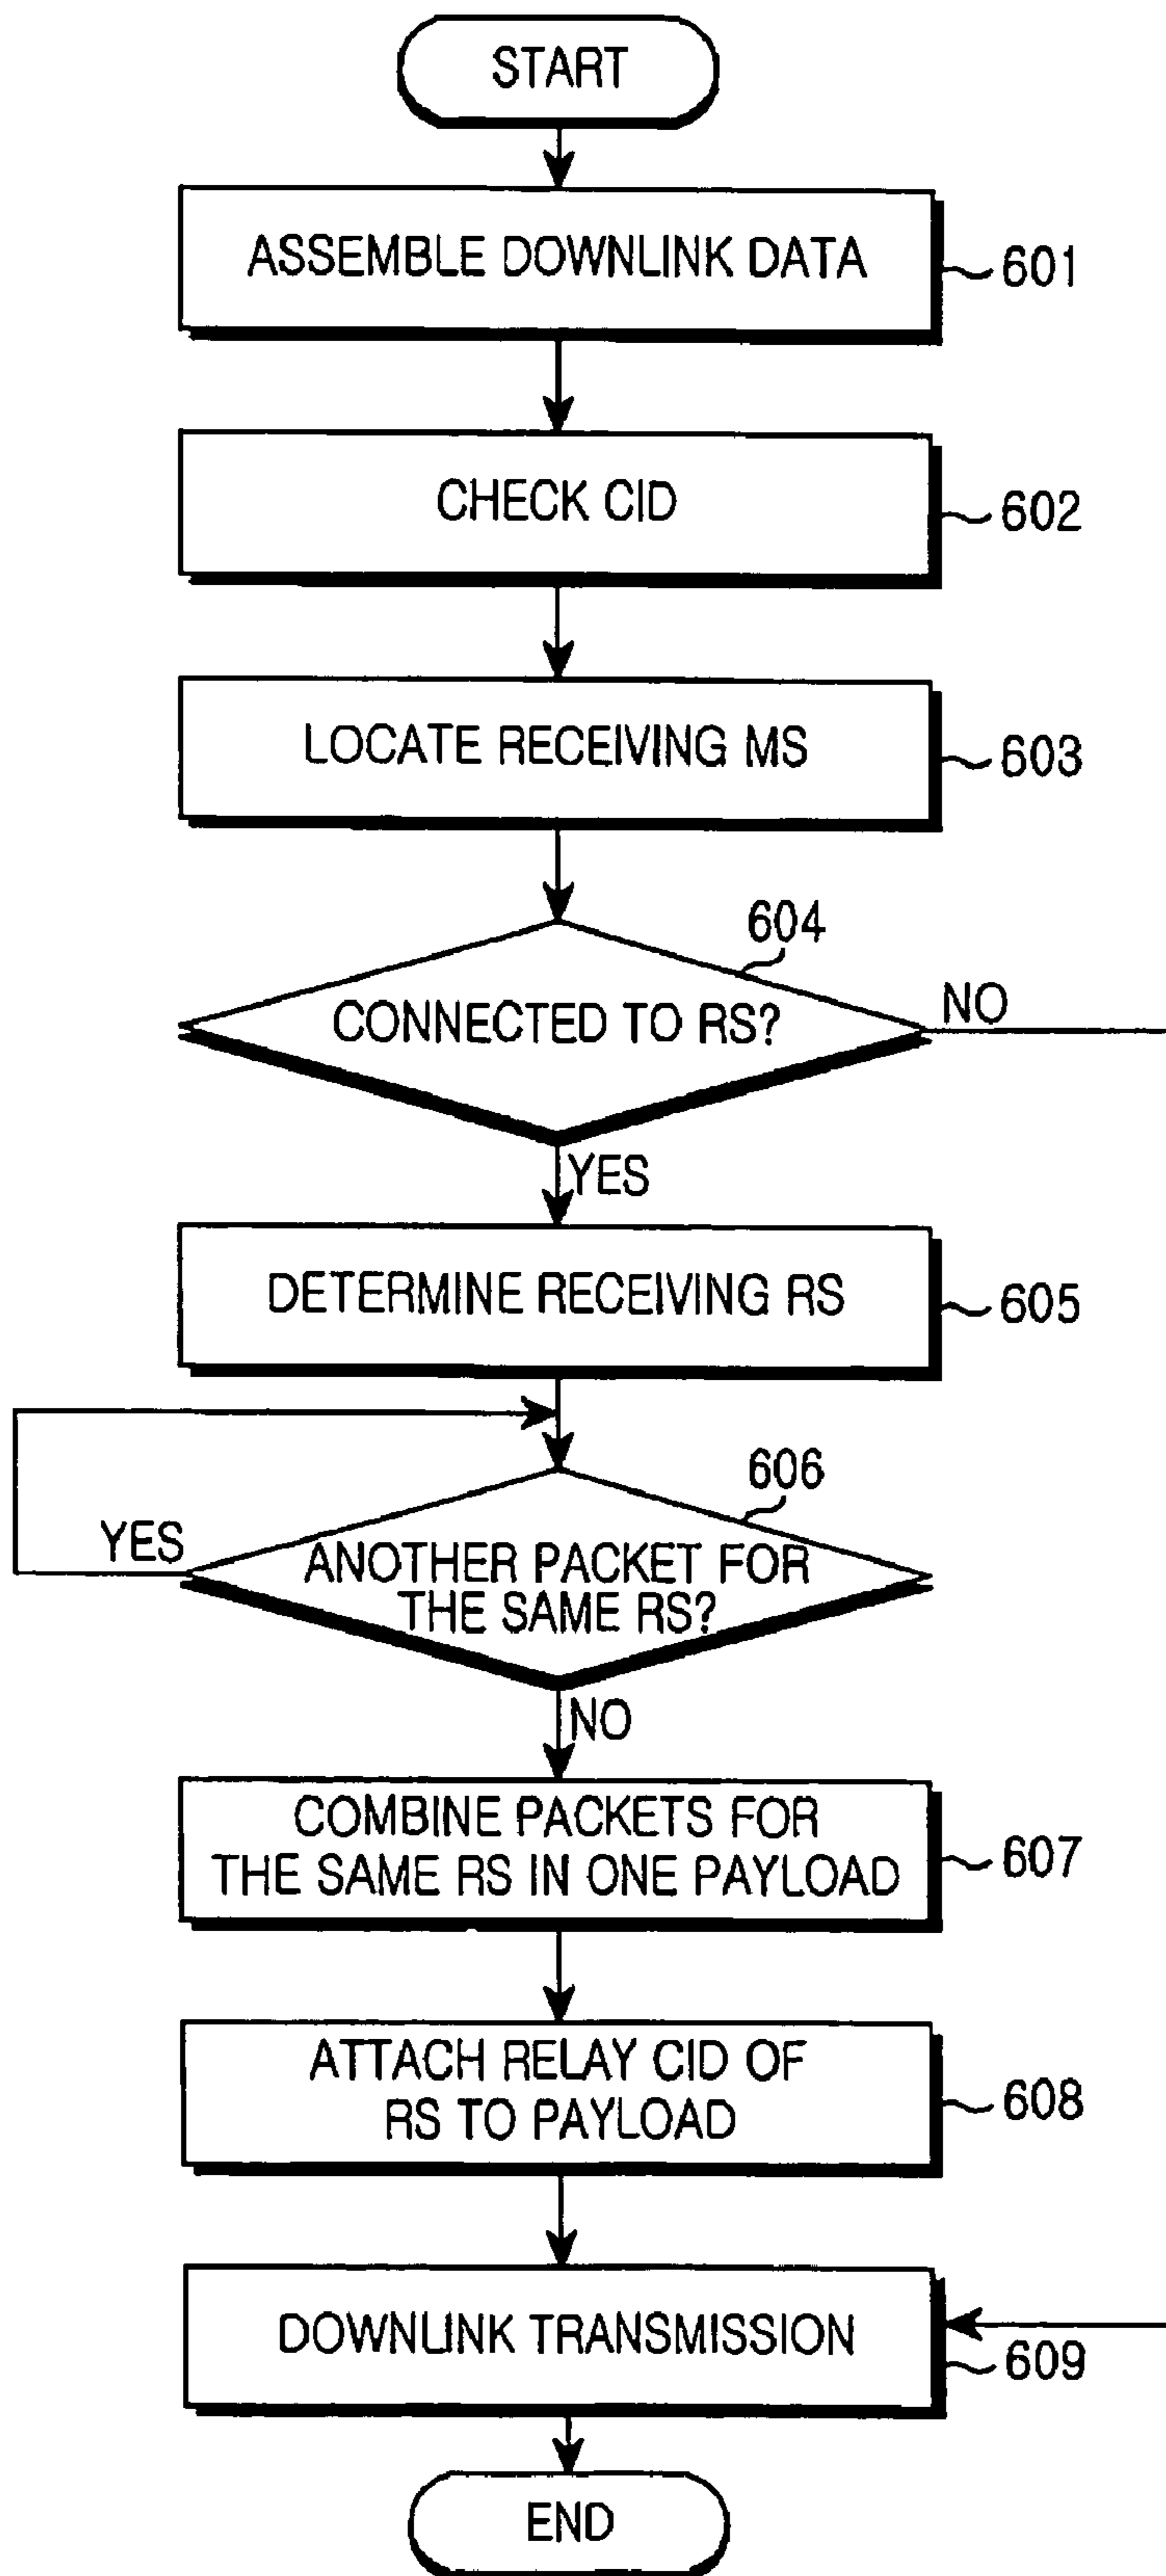 START
ASSEMBLE DOWNLINK DATA
601
CHECK CID
602
LOCATE RECEIVING MS
603
604
CONNECTED TO RS?
NO
YES
DETERMINE RECEIVING RS
605
606
YES
ANOTHER PACKET FOR
THE SAME RS?
NO
COMBINE PACKETS FOR
THE SAME RS IN ONE PAYLOAD
607
ATTACH RELAY CID OF
RS TO PAYLOAD
608
DOWNLINK TRANSMISSION
609
END